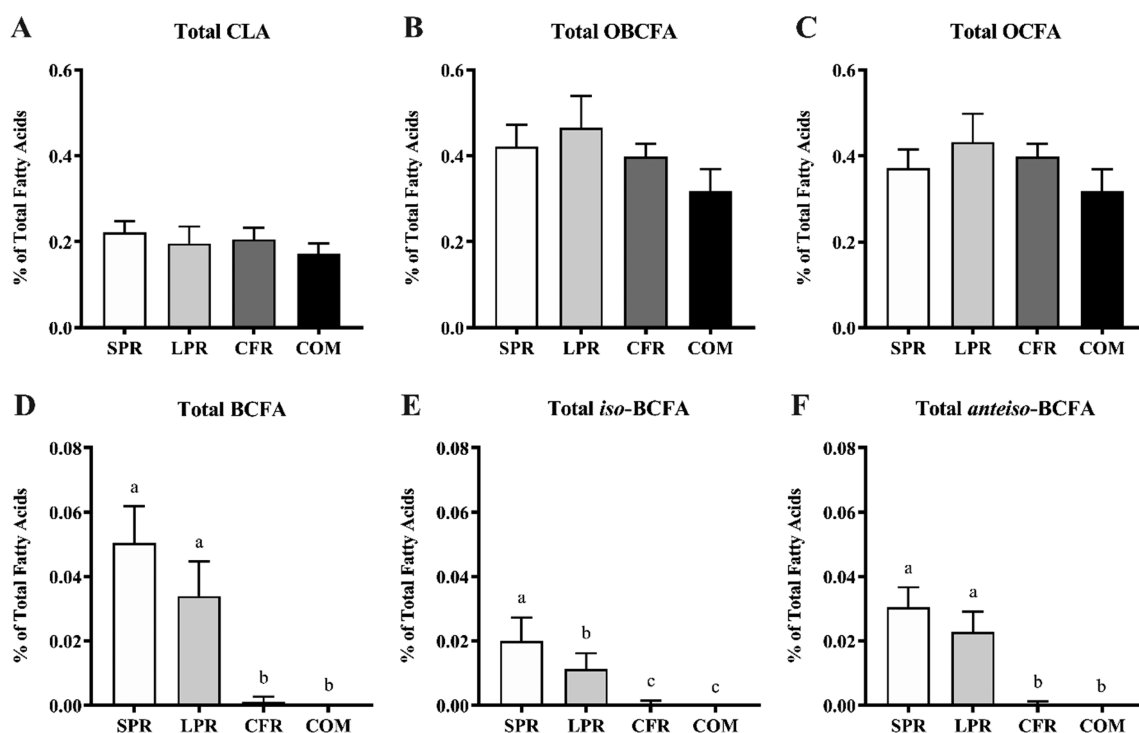 A
Total CLA
% of Total Fatty Acids
0.6
0.4
0.2
0.0
SPR LPR CFR COM
B
Total OBCFA
% of Total Fatty Acids
0.6
0.4
0.2
0.0
SPR LPR CFR COM
C
Total OCFA
% of Total Fatty Acids
0.6
0.4
0.2
0.0
SPR LPR CFR COM
D
Total BCFA
% of Total Fatty Acids
0.08
0.06
0.04
0.02
0.00
a a b b
SPR LPR CFR COM
E
Total iso-BCFA
% of Total Fatty Acids
0.08
0.06
0.04
0.02
0.00
a b c c
SPR LPR CFR COM
F
Total anteiso-BCFA
% of Total Fatty Acids
0.08
0.06
0.04
0.02
0.00
a a b b
SPR LPR CFR COM